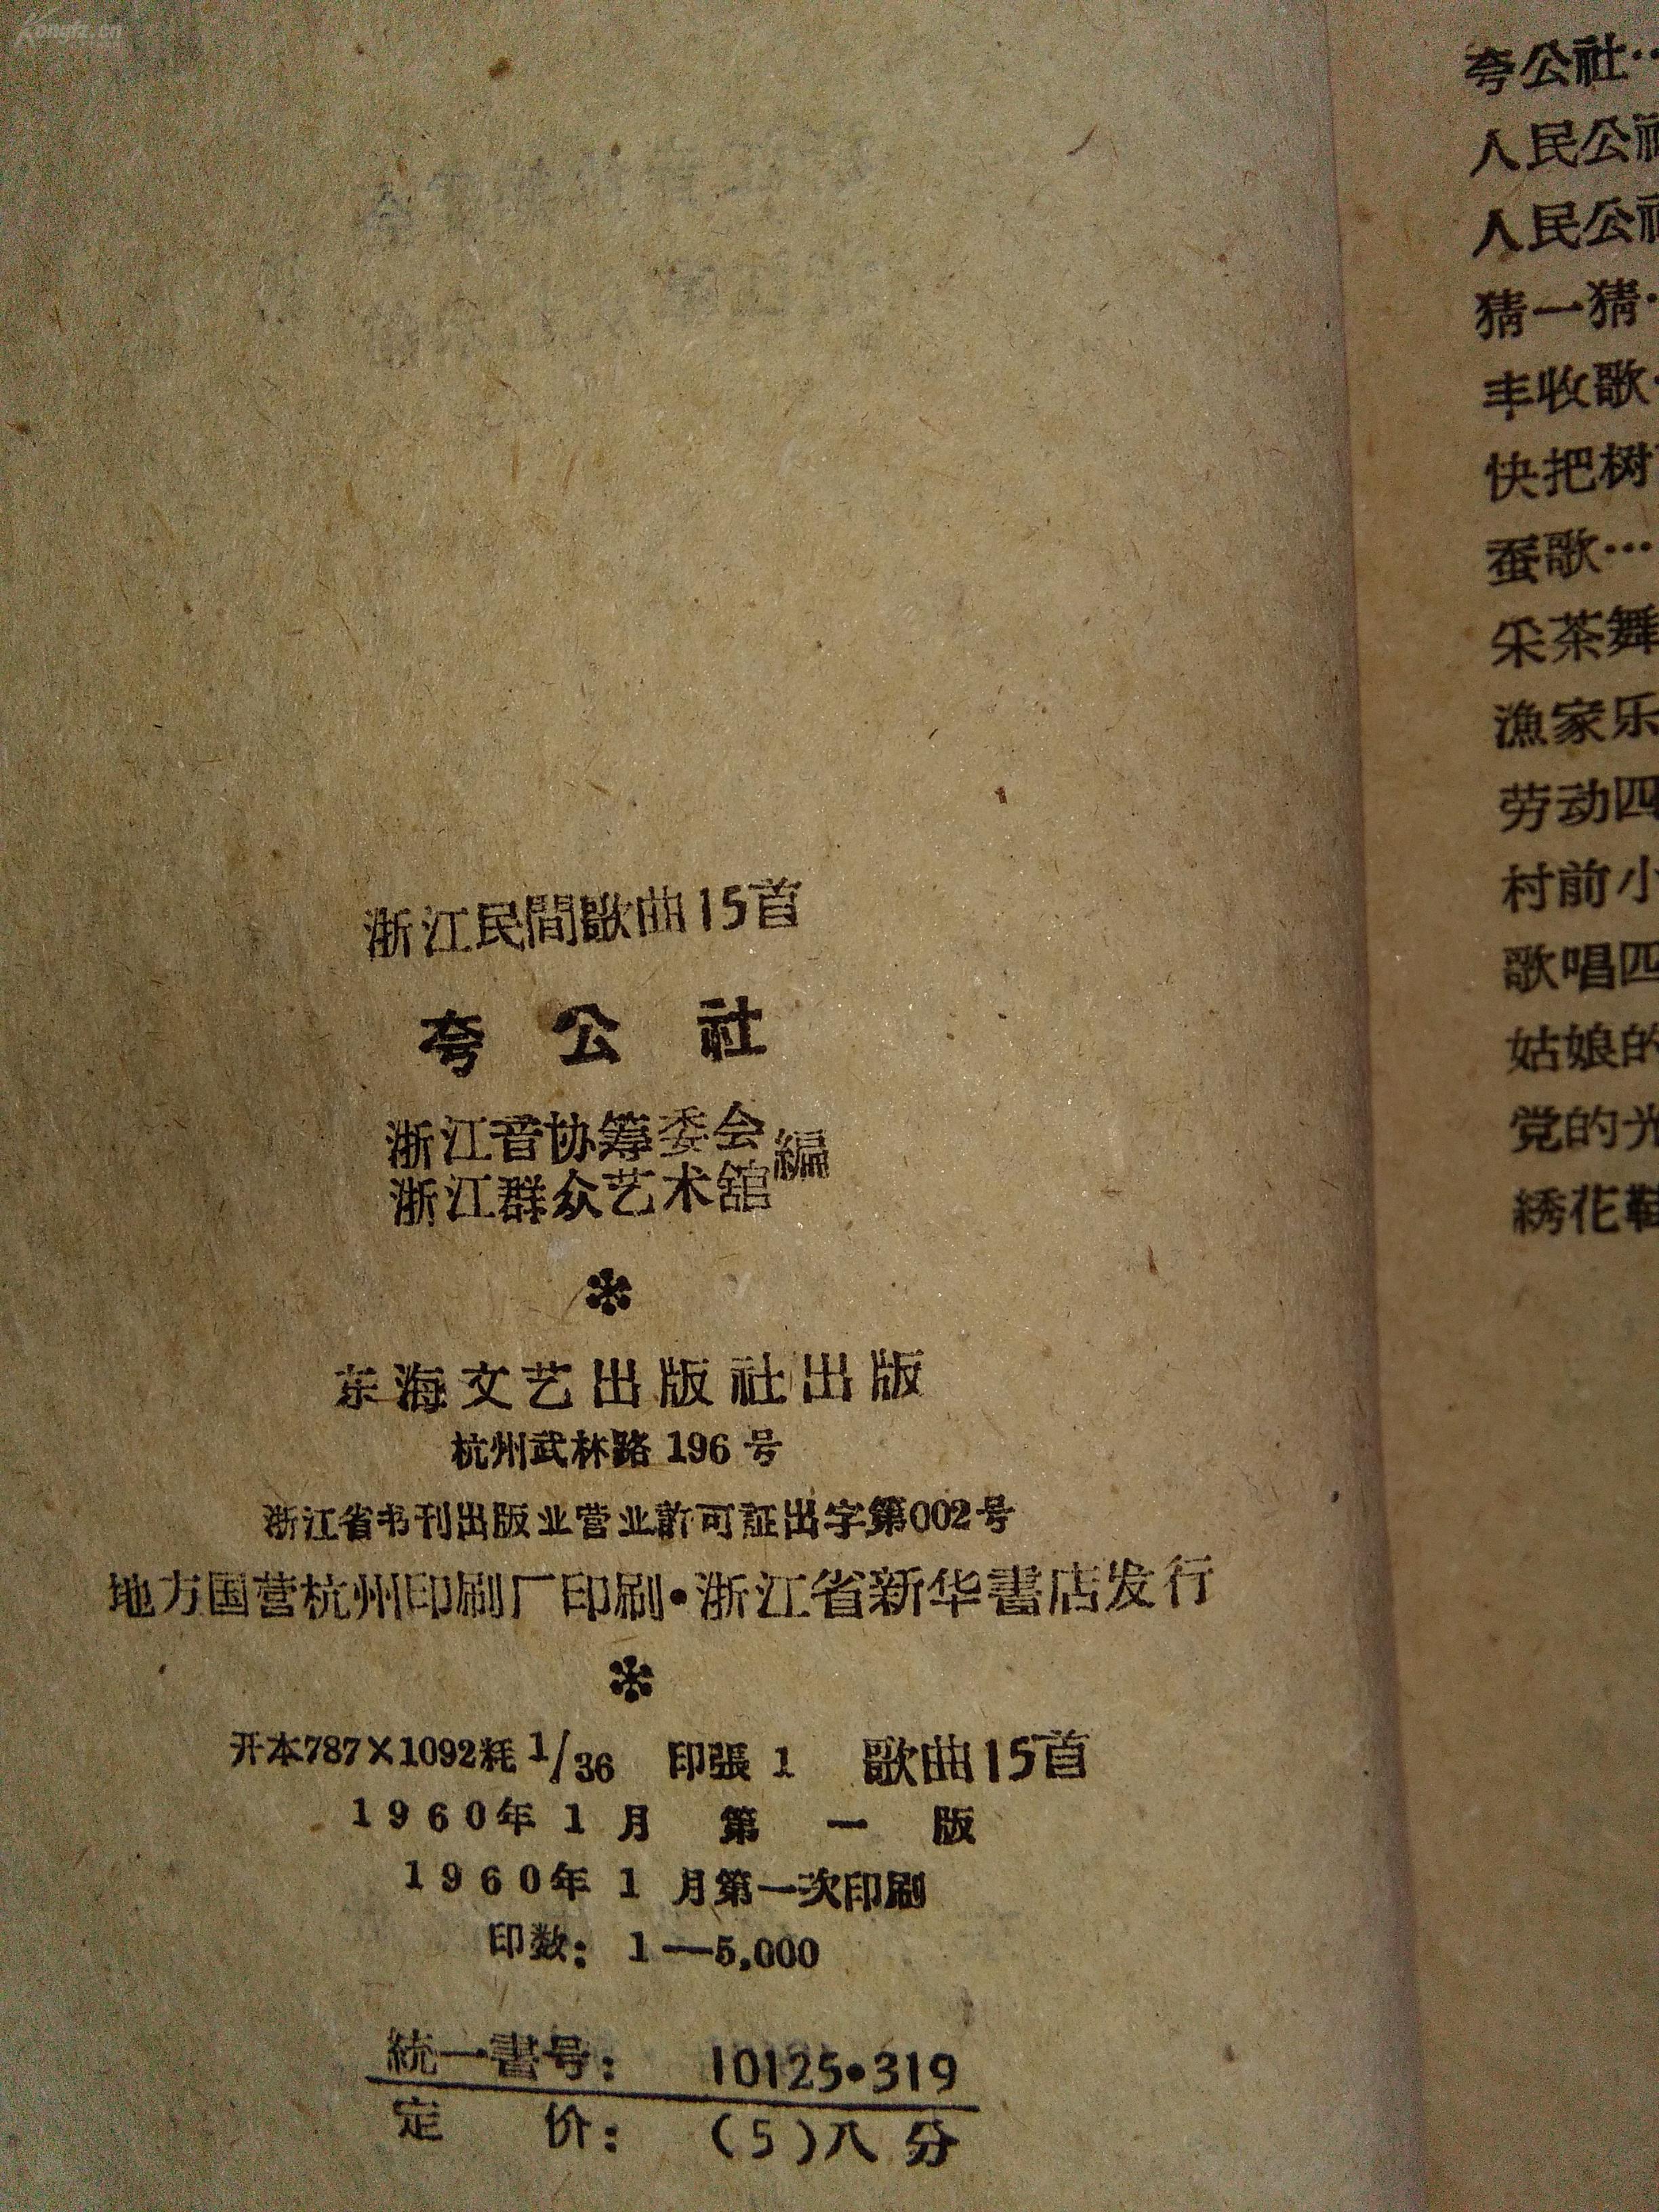 Kongfz.cn
浙江民間歌曲15首
夸公社
浙江音协筹委会
浙江群众艺术舘
編
东海文艺出版社出版
杭州武林路 196 号
浙江省书刊出版业营业許可証出字第002号
地方国营杭州印刷厂印刷•浙江省新华書店发行
开本787×1092粍 1/36 印張 1 歌曲15首
1960年 1 月 第一版
1960年 1 月第一次印刷
印数: 1—5,000
統一書号: 10125•319
定价: (5)八分
夸公社…
人民公社
人民公社
猜一猜…
丰收歌…
快把树
蚕歌…
采茶舞
漁家乐
劳动四
村前小
歌唱四
姑娘的
党的光
綉花鞋